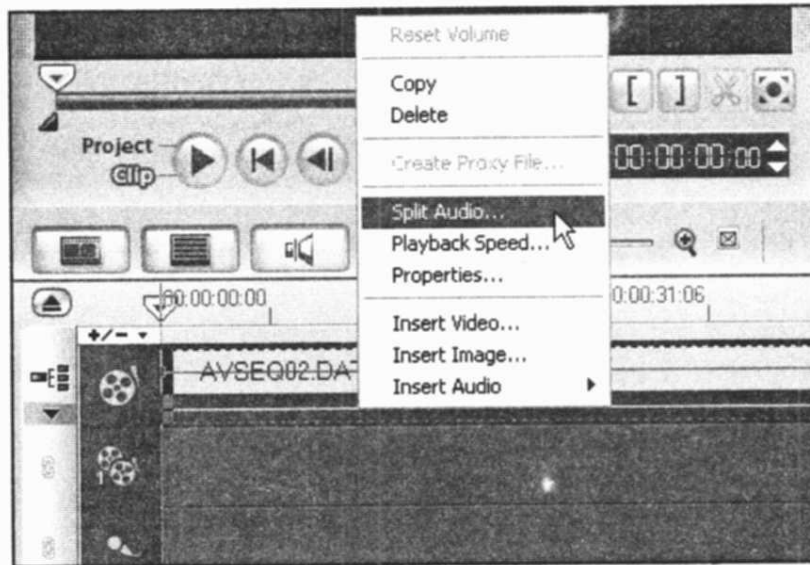 Reset Volume
Copy
Delete
Create Proxy File...
Split Audio...
Playback Speed...
Properties...
Insert Video...
Insert Image...
Insert Audio
Project
Clip
[ ]
00:00:00:00
00:00:00:00
0:00:31:06
+/-
AVSEQ02.DAT
1